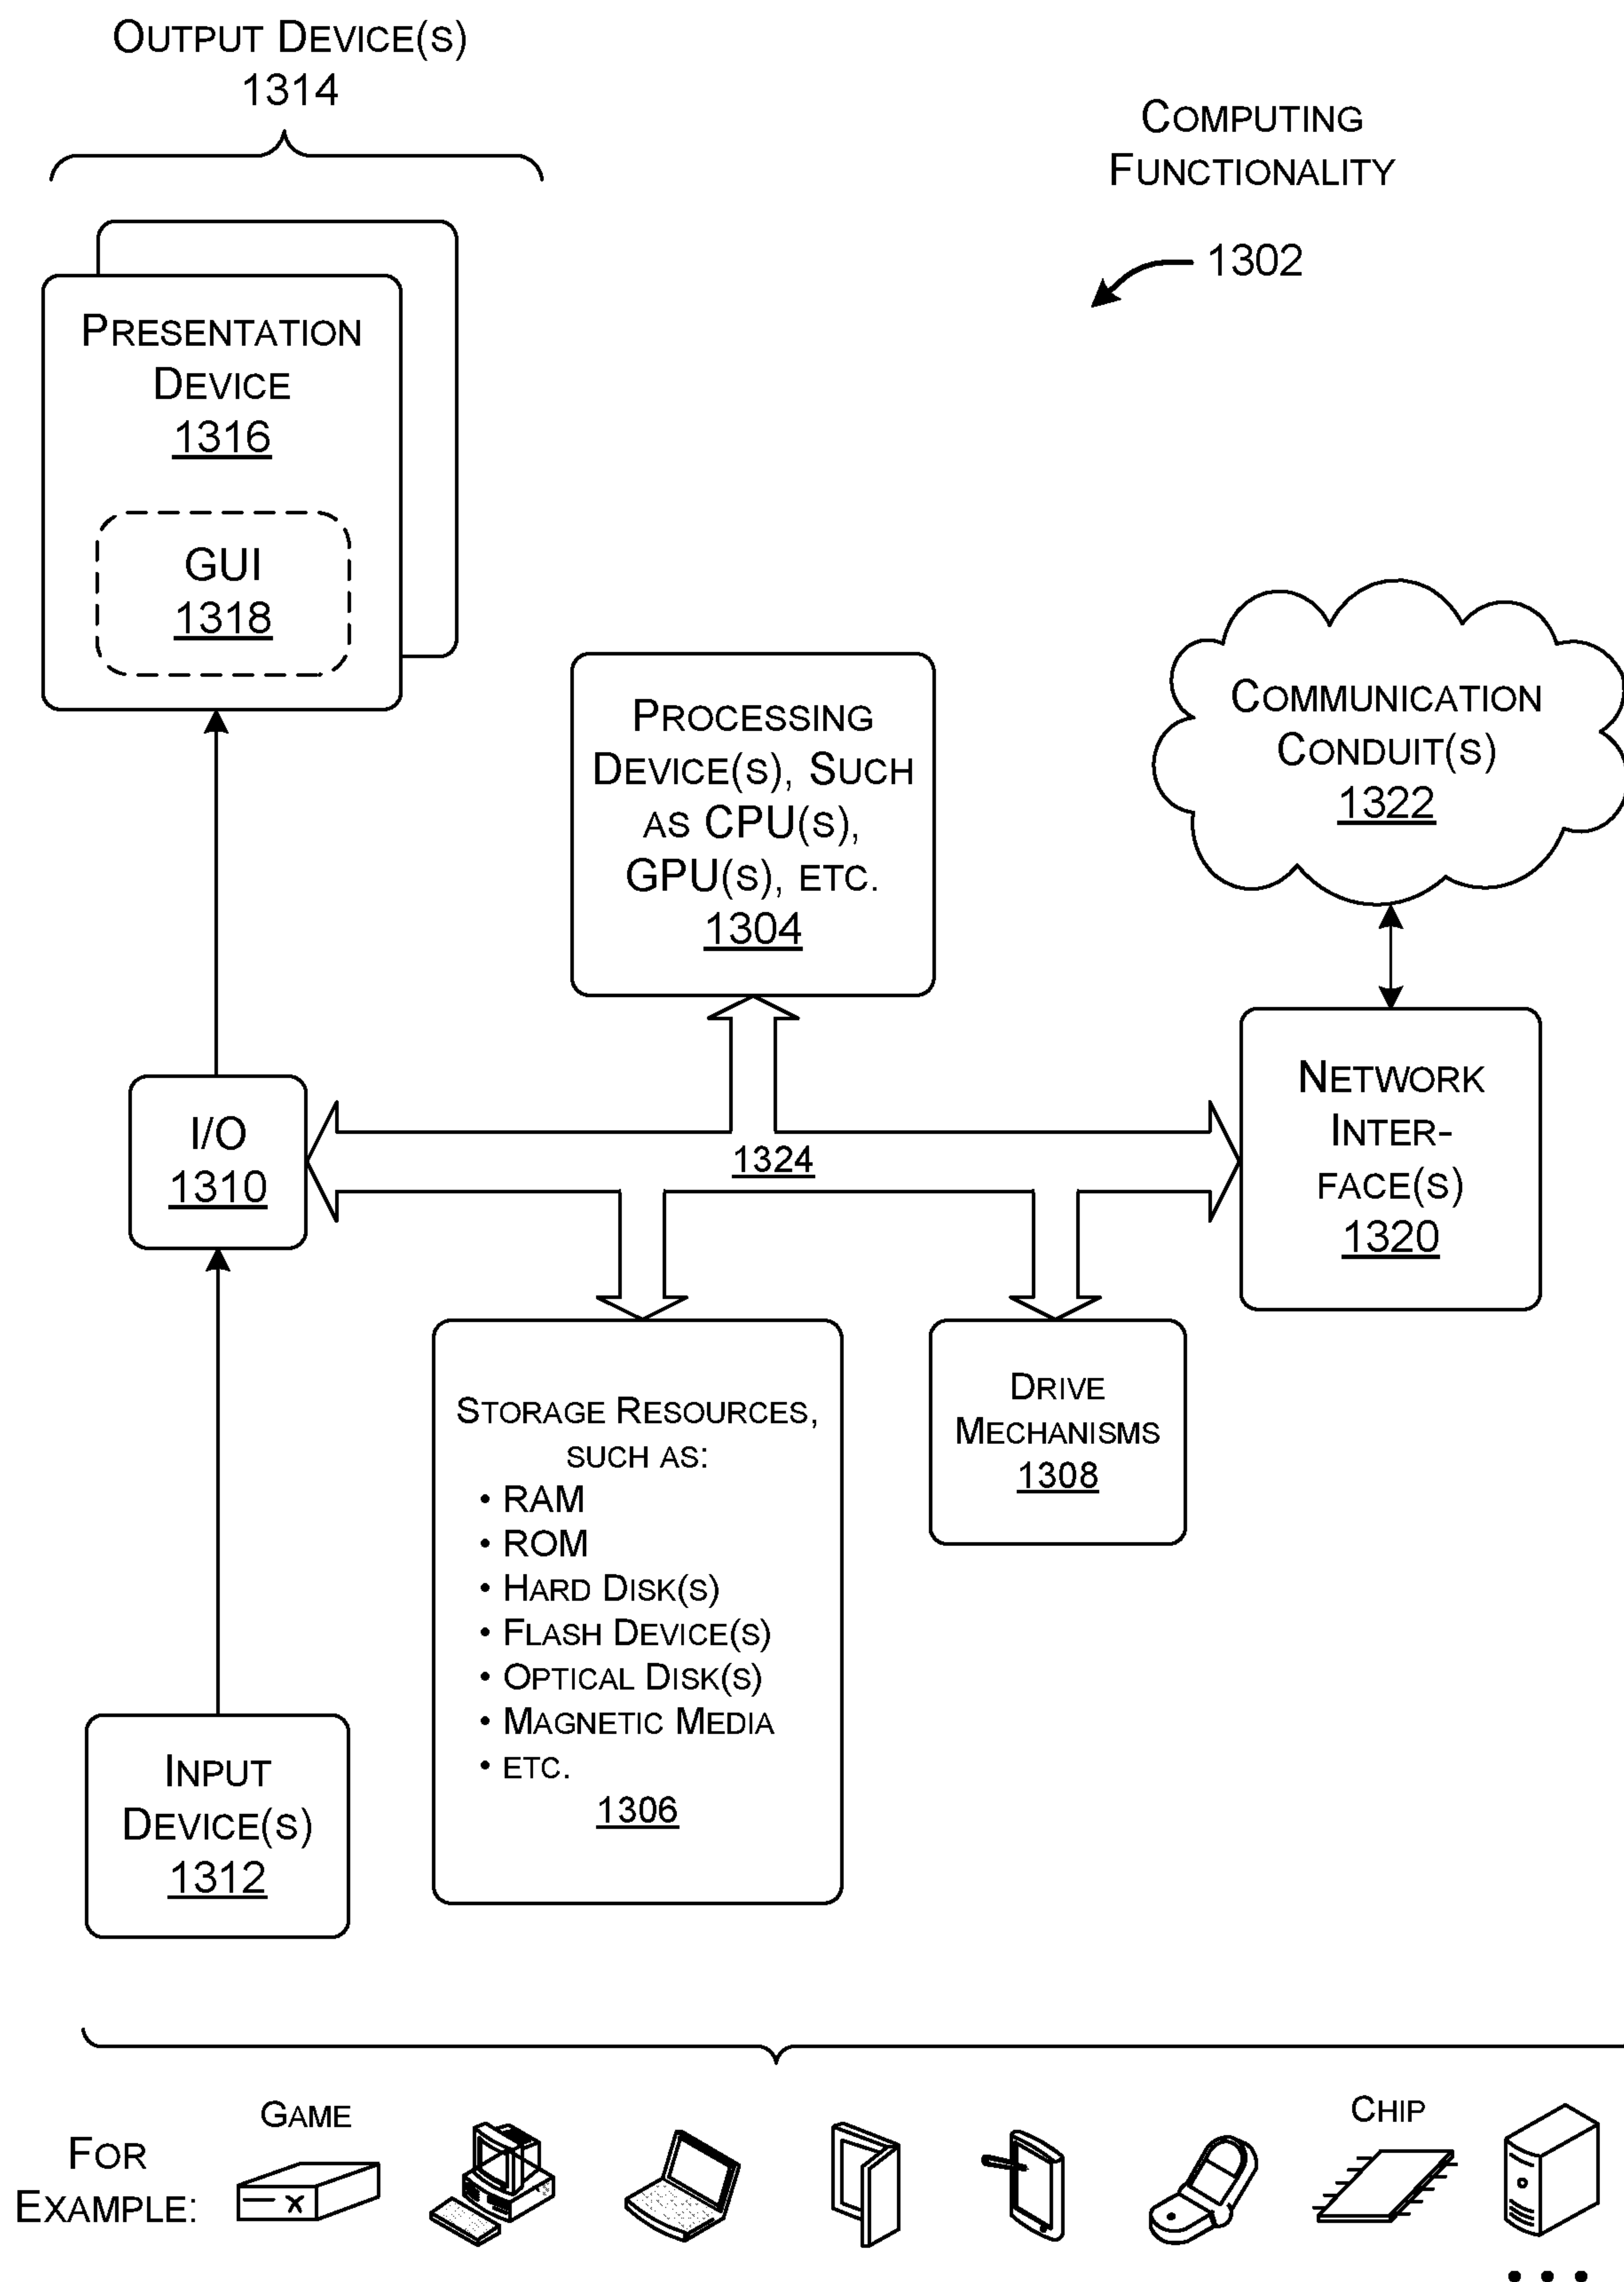 OUTPUT DEVICE(S)
1314
COMPUTING
FUNCTIONALITY
1302
PRESENTATION
DEVICE
1316
GUI
1318
PROCESSING
DEVICE(S), SUCH
AS CPU(S),
GPU(S), ETC.
1304
COMMUNICATION
CONDUIT(S)
1322
I/O
1310
1324
NETWORK
INTER-
FACE(S)
1320
STORAGE RESOURCES,
SUCH AS:
• RAM
• ROM
• HARD DISK(S)
• FLASH DEVICE(S)
• OPTICAL DISK(S)
• MAGNETIC MEDIA
• ETC.
1306
DRIVE
MECHANISMS
1308
INPUT
DEVICE(S)
1312
FOR
EXAMPLE:
GAME
CHIP
• • •